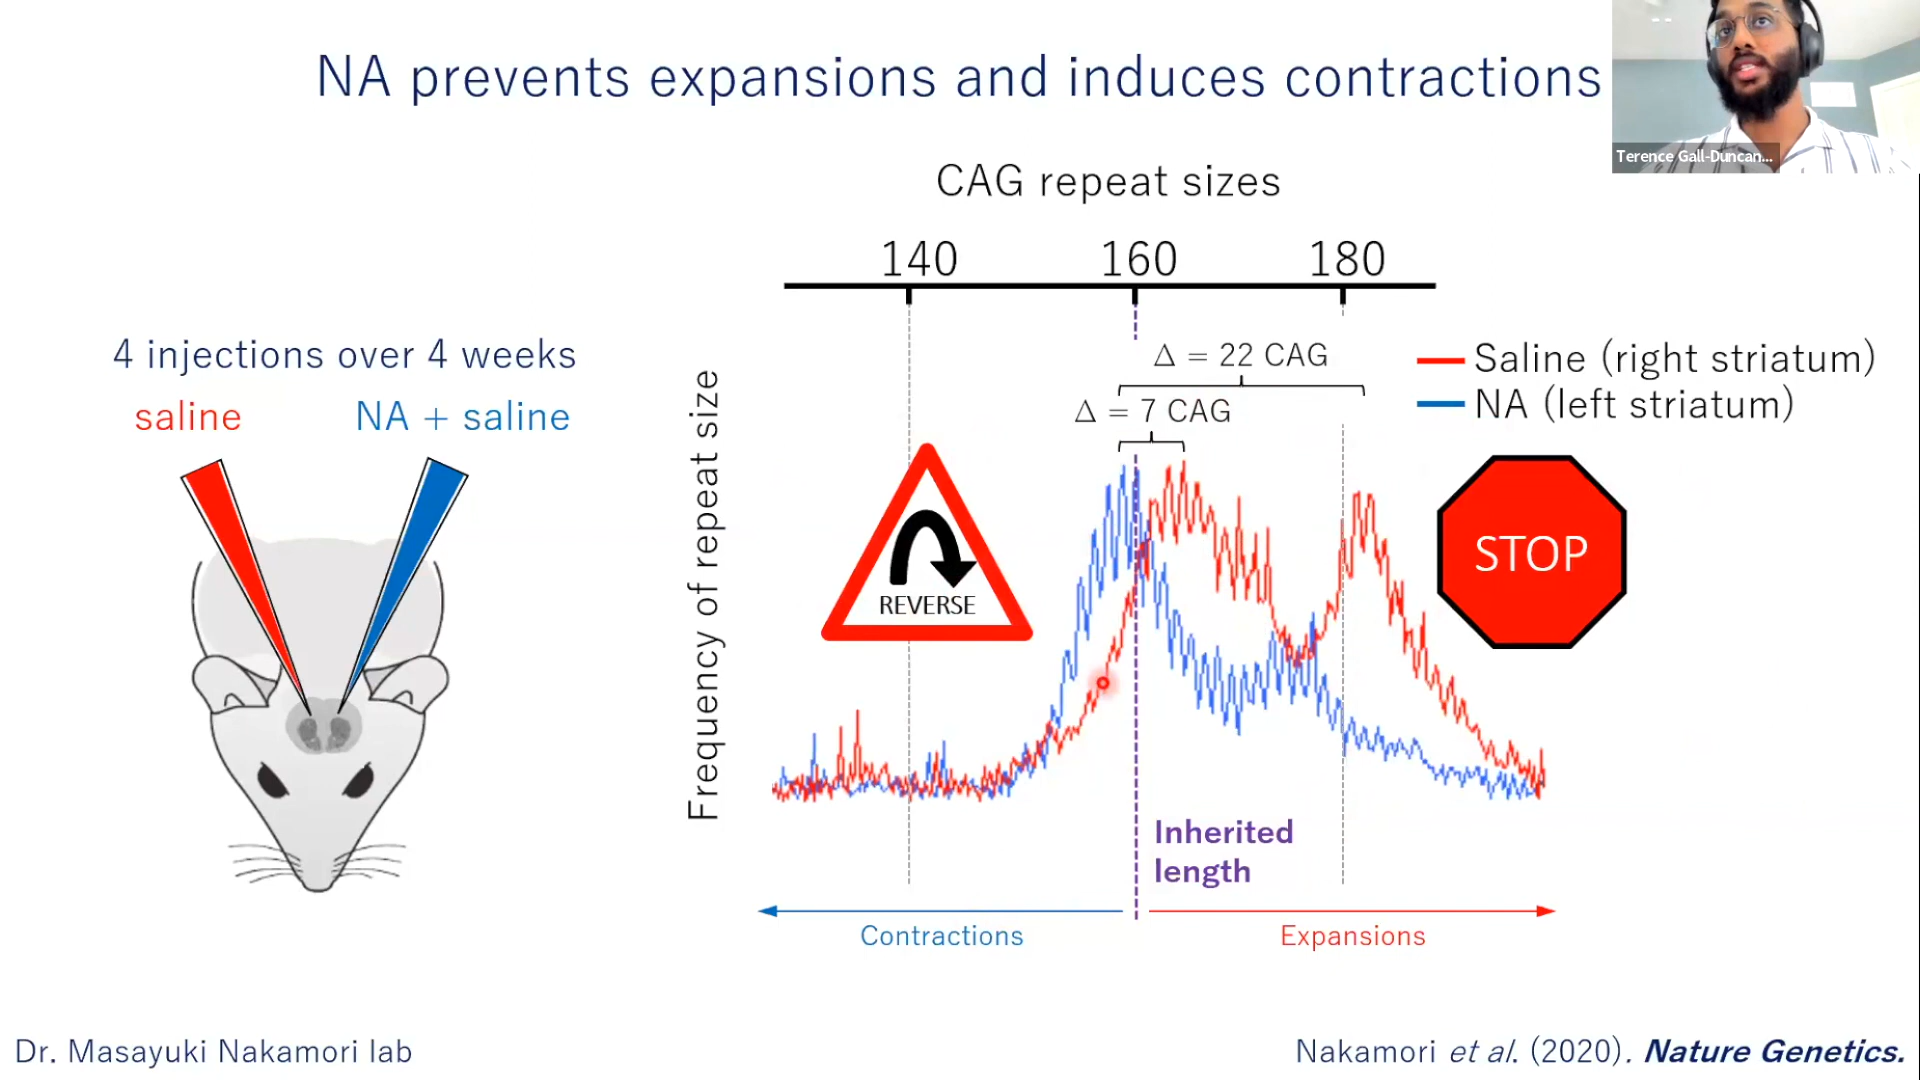 NA prevents expansions and induces contractions
Terence Gall-Duncan...
CAG repeat sizes
140 160 180
4 injections over 4 weeks
saline NA + saline
Δ = 22 CAG
Δ = 7 CAG
Saline (right striatum)
NA (left striatum)
Frequency of repeat size
REVERSE
STOP
Inherited
length
Contractions
Expansions
Dr. Masayuki Nakamori lab
Nakamori et al. (2020). Nature Genetics.